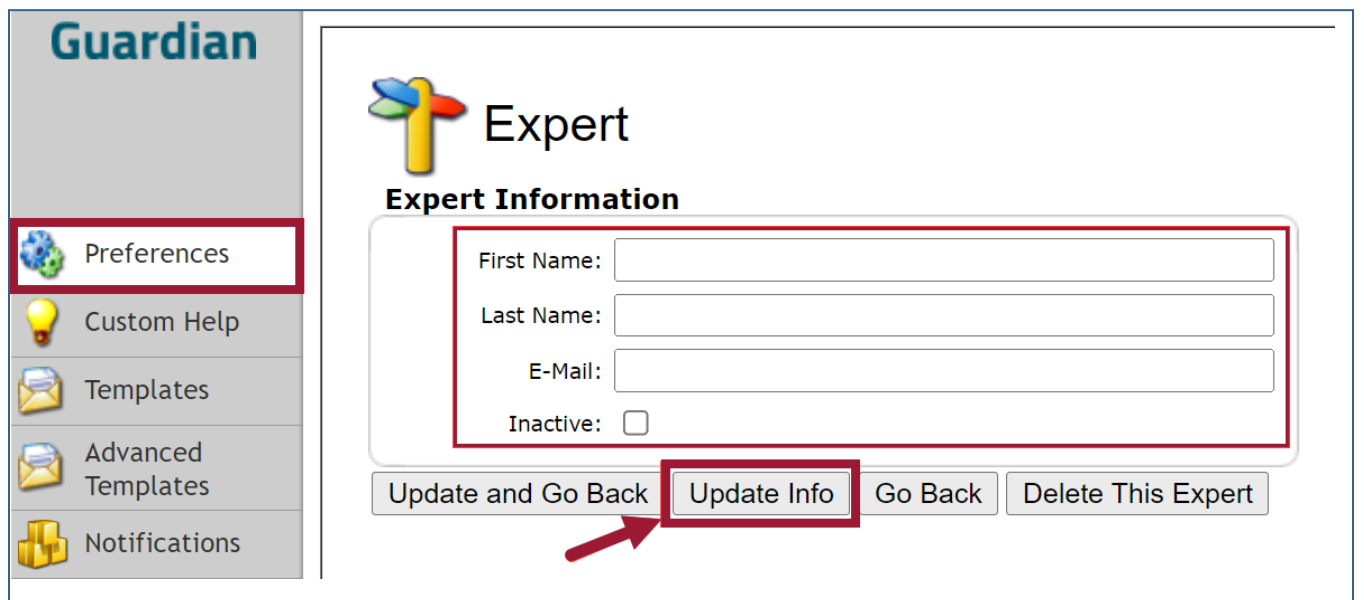 Guardian
Preferences
Custom Help
Templates
Advanced
Templates
Notifications
Expert
Expert Information
First Name:
Last Name:
E-Mail:
Inactive:
Update and Go Back
Update Info
Go Back
Delete This Expert